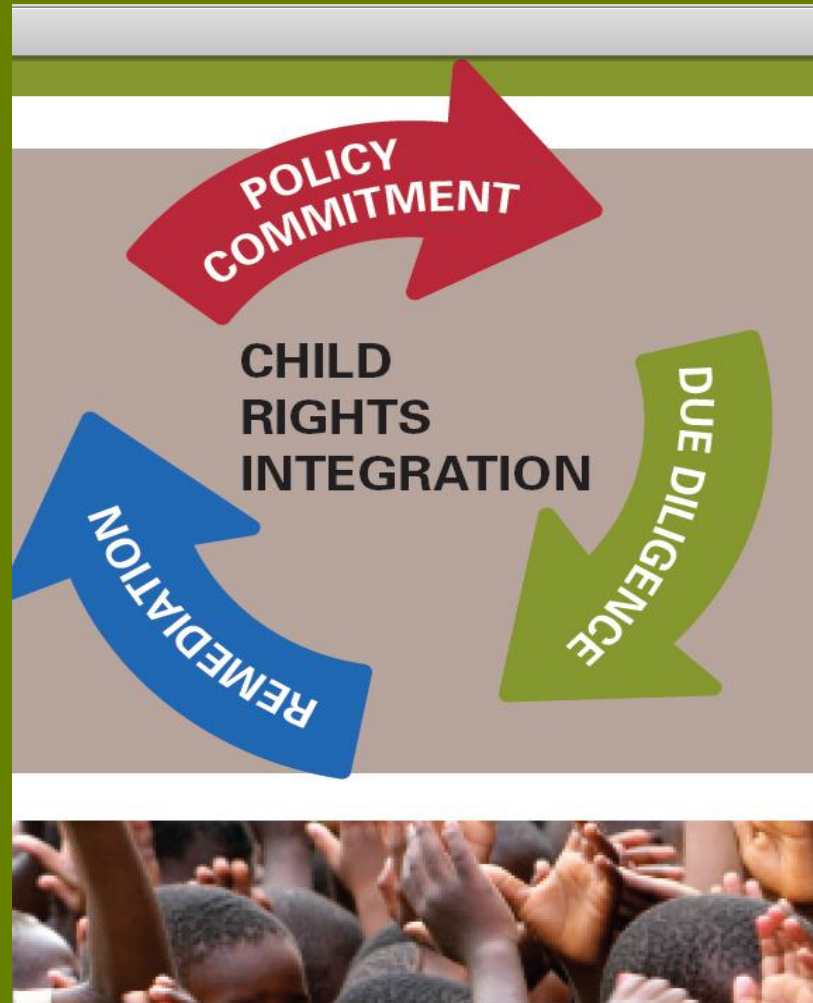 POLICY
COMMITMENT
CHILD
RIGHTS
INTEGRATION
DUE DILIGENCE
REMEDIATION